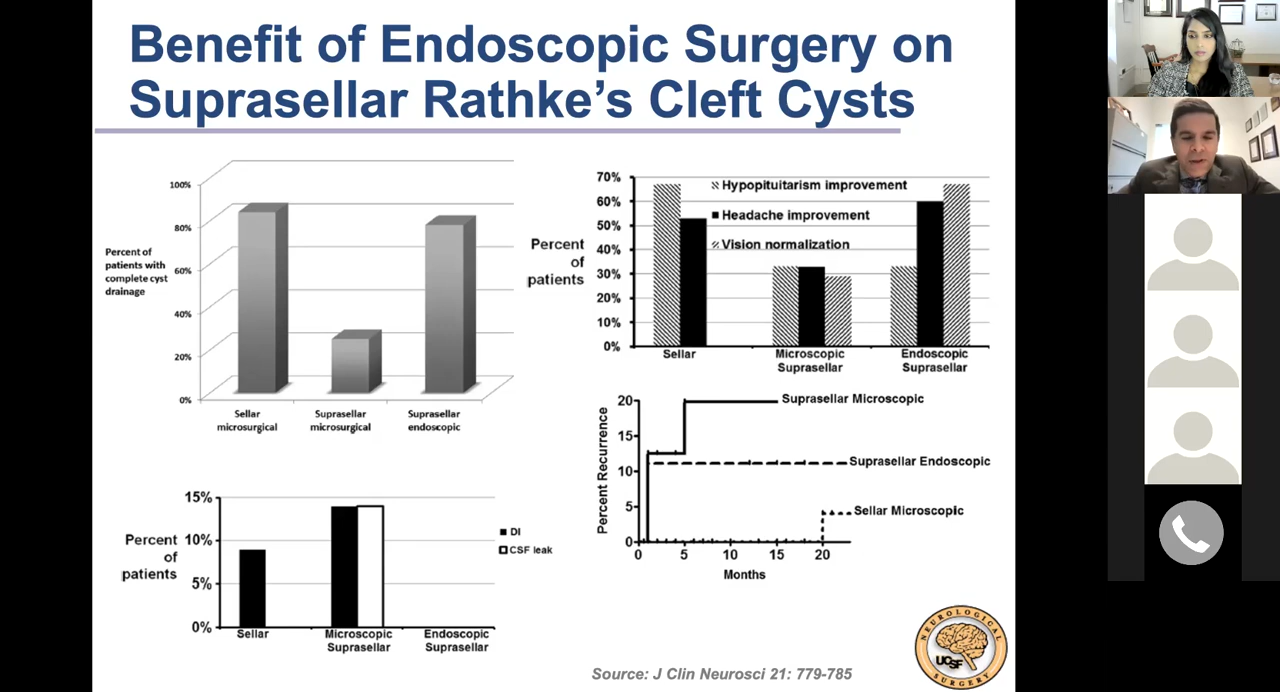 Benefit of Endoscopic Surgery on
Suprasellar Rathke's Cleft Cysts
100%
80%
60%
40%
20%
0%
Percent of
patients with
complete cyst
drainage
Sellar
microsurgical
Suprasellar
microsurgical
Suprasellar
endoscopic
70%
60%
50%
40%
30%
20%
10%
0%
Percent
of
patients
Hypopituitarism improvement
Headache improvement
Vision normalization
Sellar
Microscopic
Suprasellar
Endoscopic
Suprasellar
20
15
10
5
0
Percent Recurrence
Suprasellar Microscopic
Suprasellar Endoscopic
Sellar Microscopic
0 5 10 15 20
Months
15%
10%
5%
0%
Percent
of
patients
DI
CSF leak
Sellar
Microscopic
Suprasellar
Endoscopic
Suprasellar
Source: J Clin Neurosci 21: 779-785
NEUROLOGICAL
UCSF
SURGERY